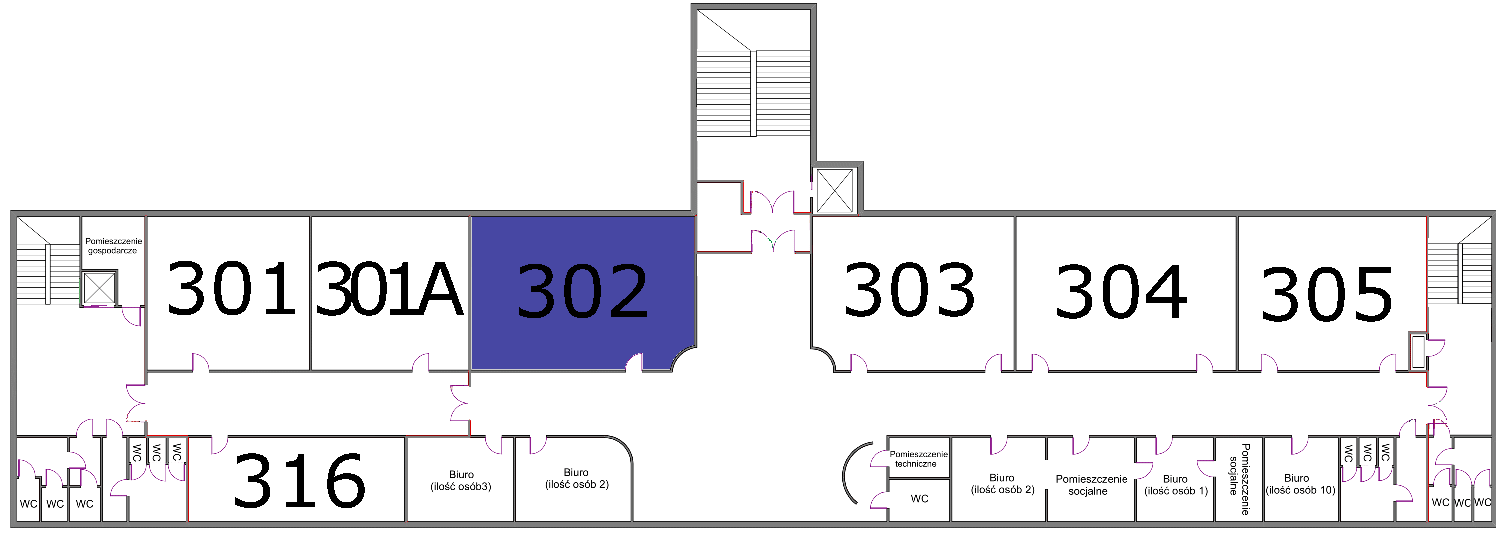 Pomieszczenie
gospodarcze
301
301A
302
303
304
305
WC
WC
WC
WC
WC
WC
316
Biuro
(ilość osób3)
Biuro
(ilość osób 2)
Pomieszczenie
techniczne
WC
Biuro
(ilość osób 2)
Pomieszczenie
socjalne
Biuro
(ilość osób 1)
Pomieszczenie
socjalne
Biuro
(ilość osób 10)
WC
WC
WC
WC
WC
WC